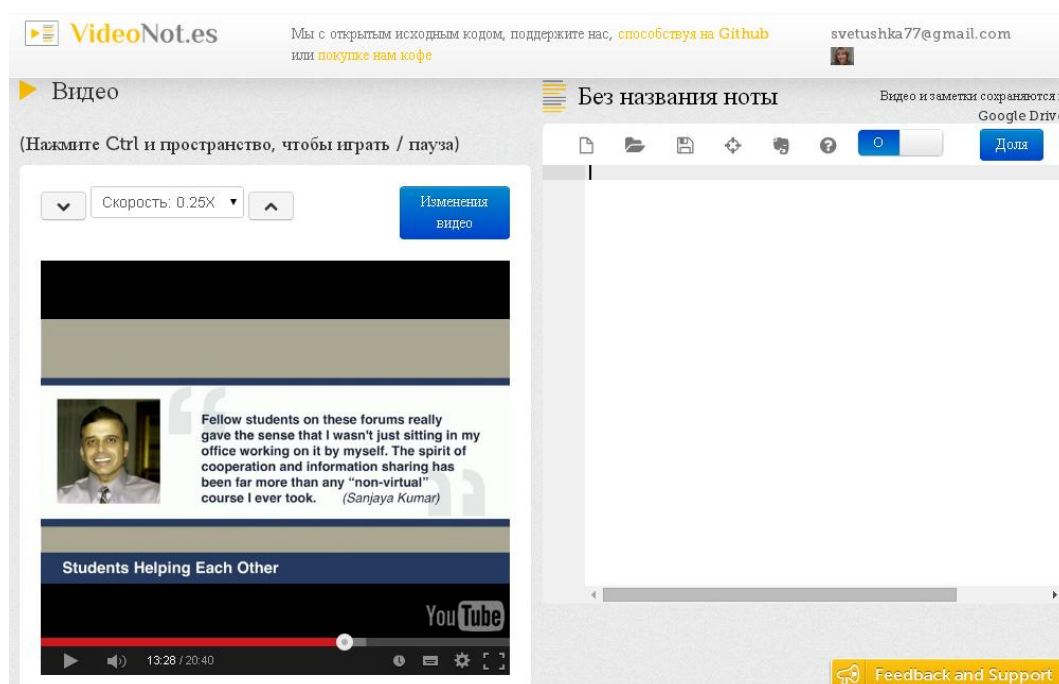 VideoNot.es
Мы с открытым исходным кодом, поддержите нас, способствуя на Github
или покупке нам кофе
svetushka77@gmail.com
Видео
(Нажмите Ctrl и пространство, чтобы играть / пауза)
Скорость: 0.25X
Изменения
видео
Fellow students on these forums really
gave the sense that I wasn't just sitting in my
office working on it by myself. The spirit of
cooperation and information sharing has
been far more than any “non-virtual”
course I ever took. (Sanjaya Kumar)
Students Helping Each Other
YouTube
13:28 / 20:40
Без названия ноты
Видео и заметки сохраняются
Google Driv
О
Доля
Feedback and Support